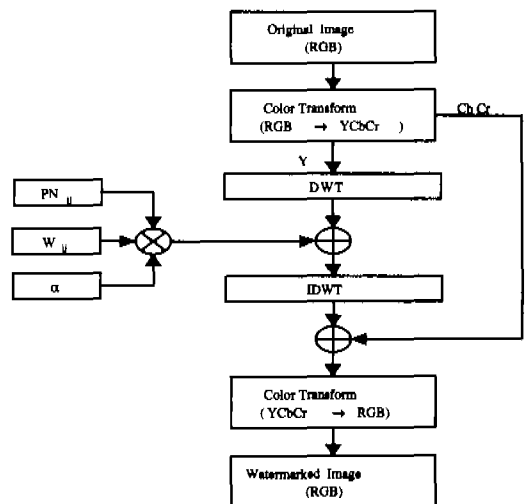 Original Image
(RGB)
Color Transform
(RGB → YCbCr )
Cb Cr
Y
DWT
PN ij
W ij
α
IDWT
Color Transform
( YCbCr → RGB)
Watermarked Image
(RGB)